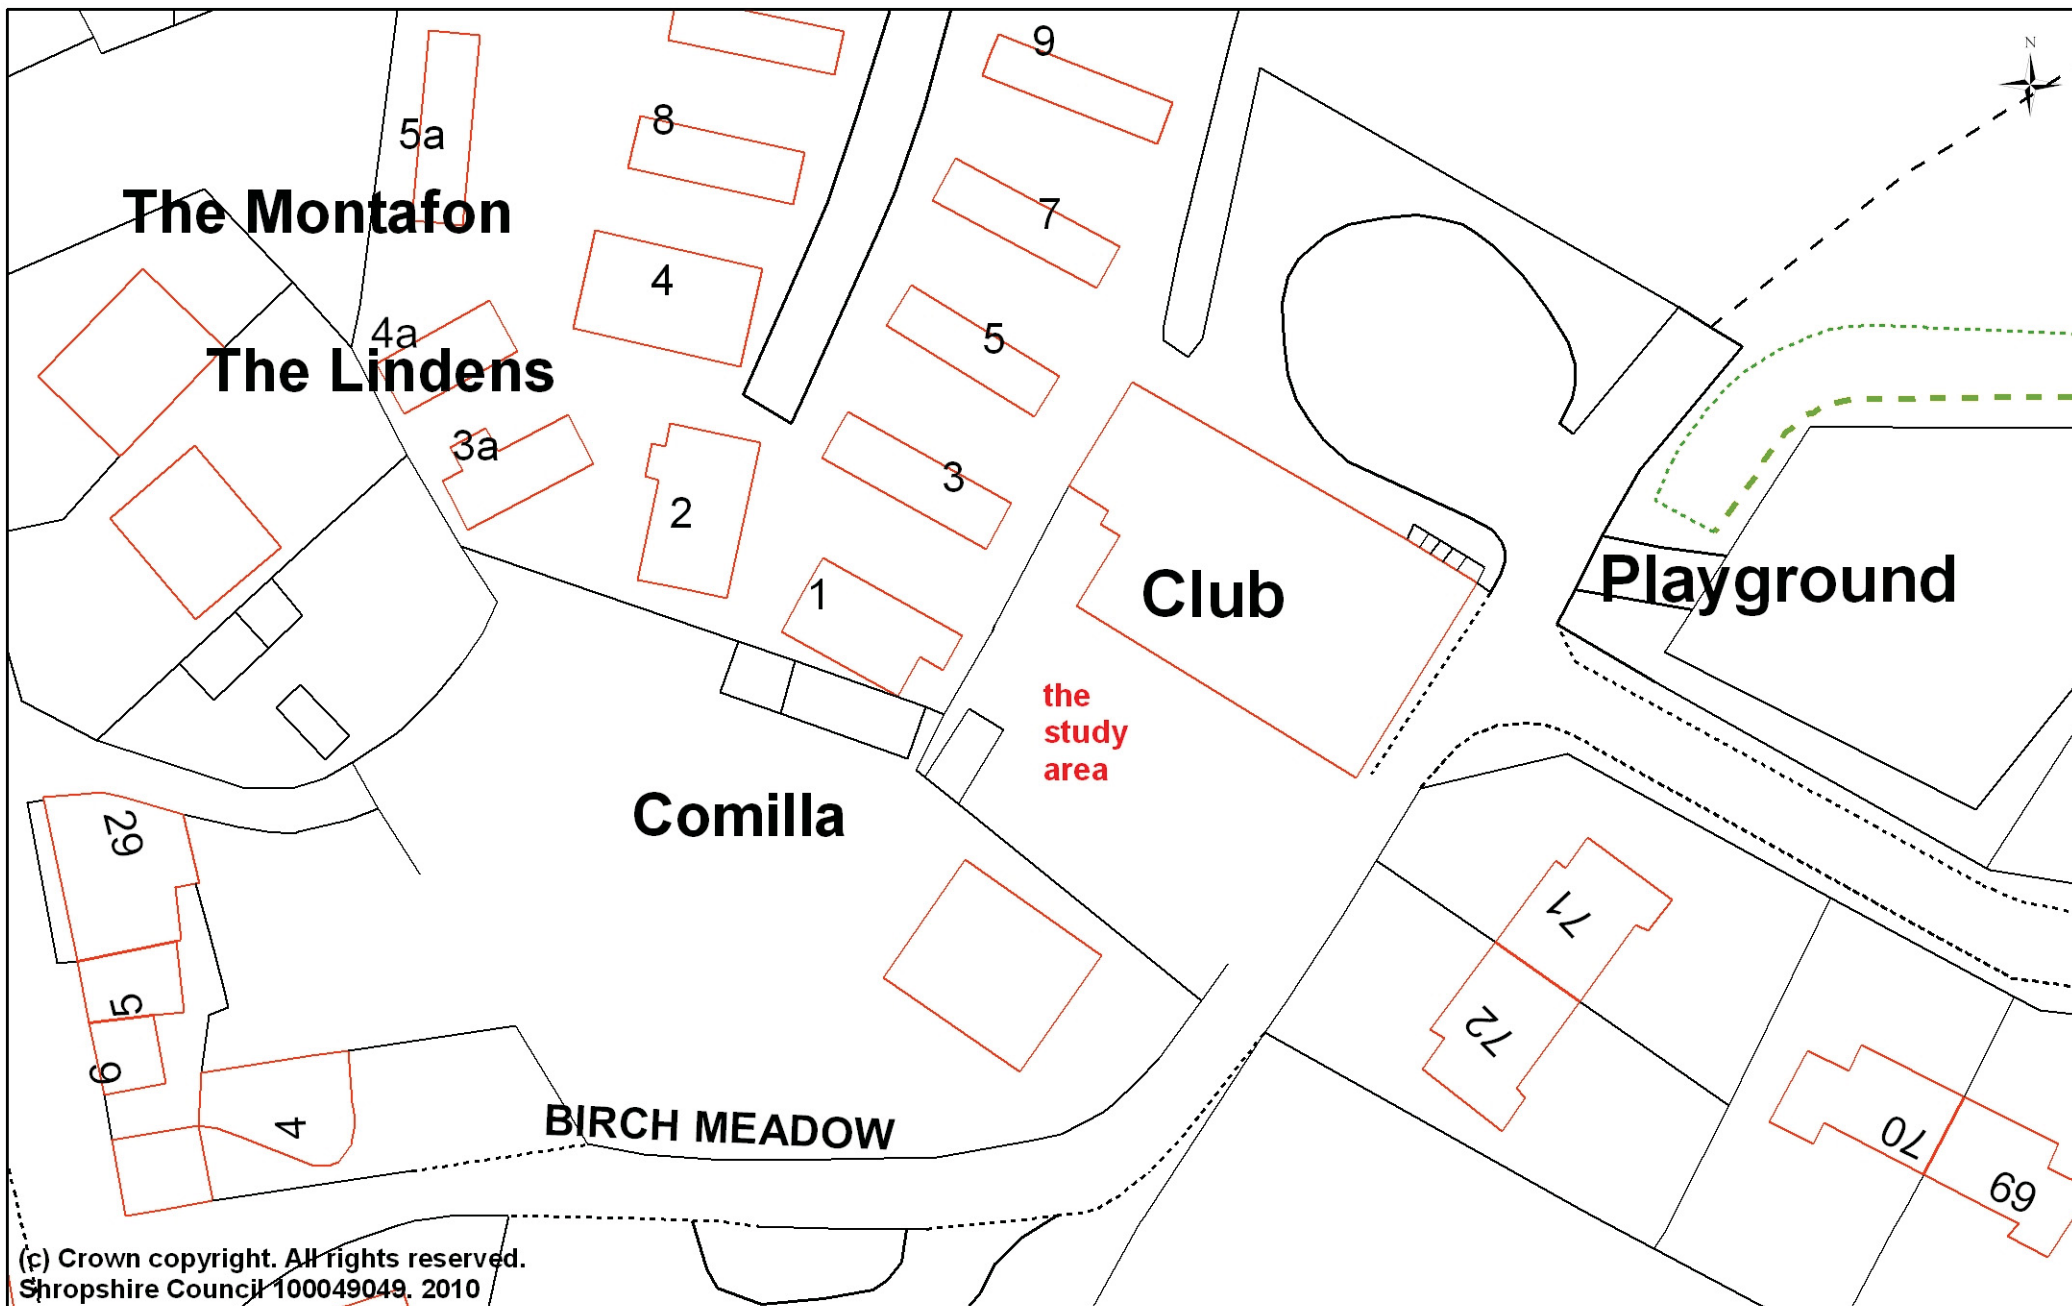 9
N
5a
8
The Montafon
7
4
4a
5
The Lindens
3a
3
2
1
Club
Playground
the
study
area
Comilla
29
71
5
72
6
4
BIRCH MEADOW
70
69
(c) Crown copyright. All rights reserved.
Shropshire Council 100049049. 2010